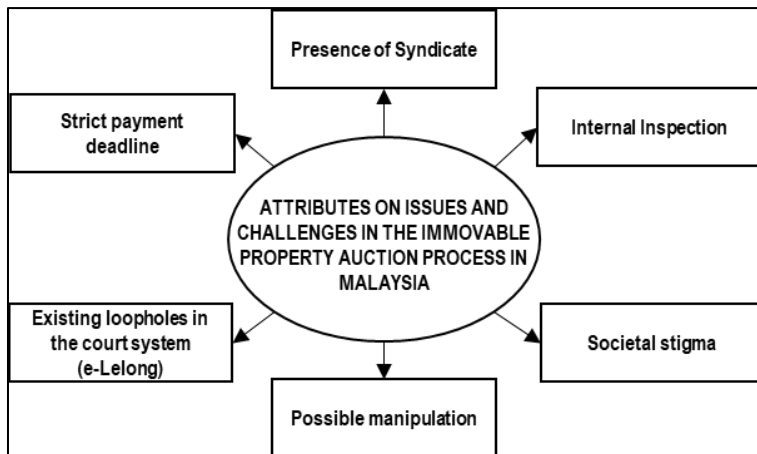 Presence of Syndicate
Strict payment
deadline
Internal Inspection
ATTRIBUTES ON ISSUES AND
CHALLENGES IN THE IMMOVABLE
PROPERTY AUCTION PROCESS IN
MALAYSIA
Existing loopholes in
the court system
(e-Lelong)
Societal stigma
Possible manipulation